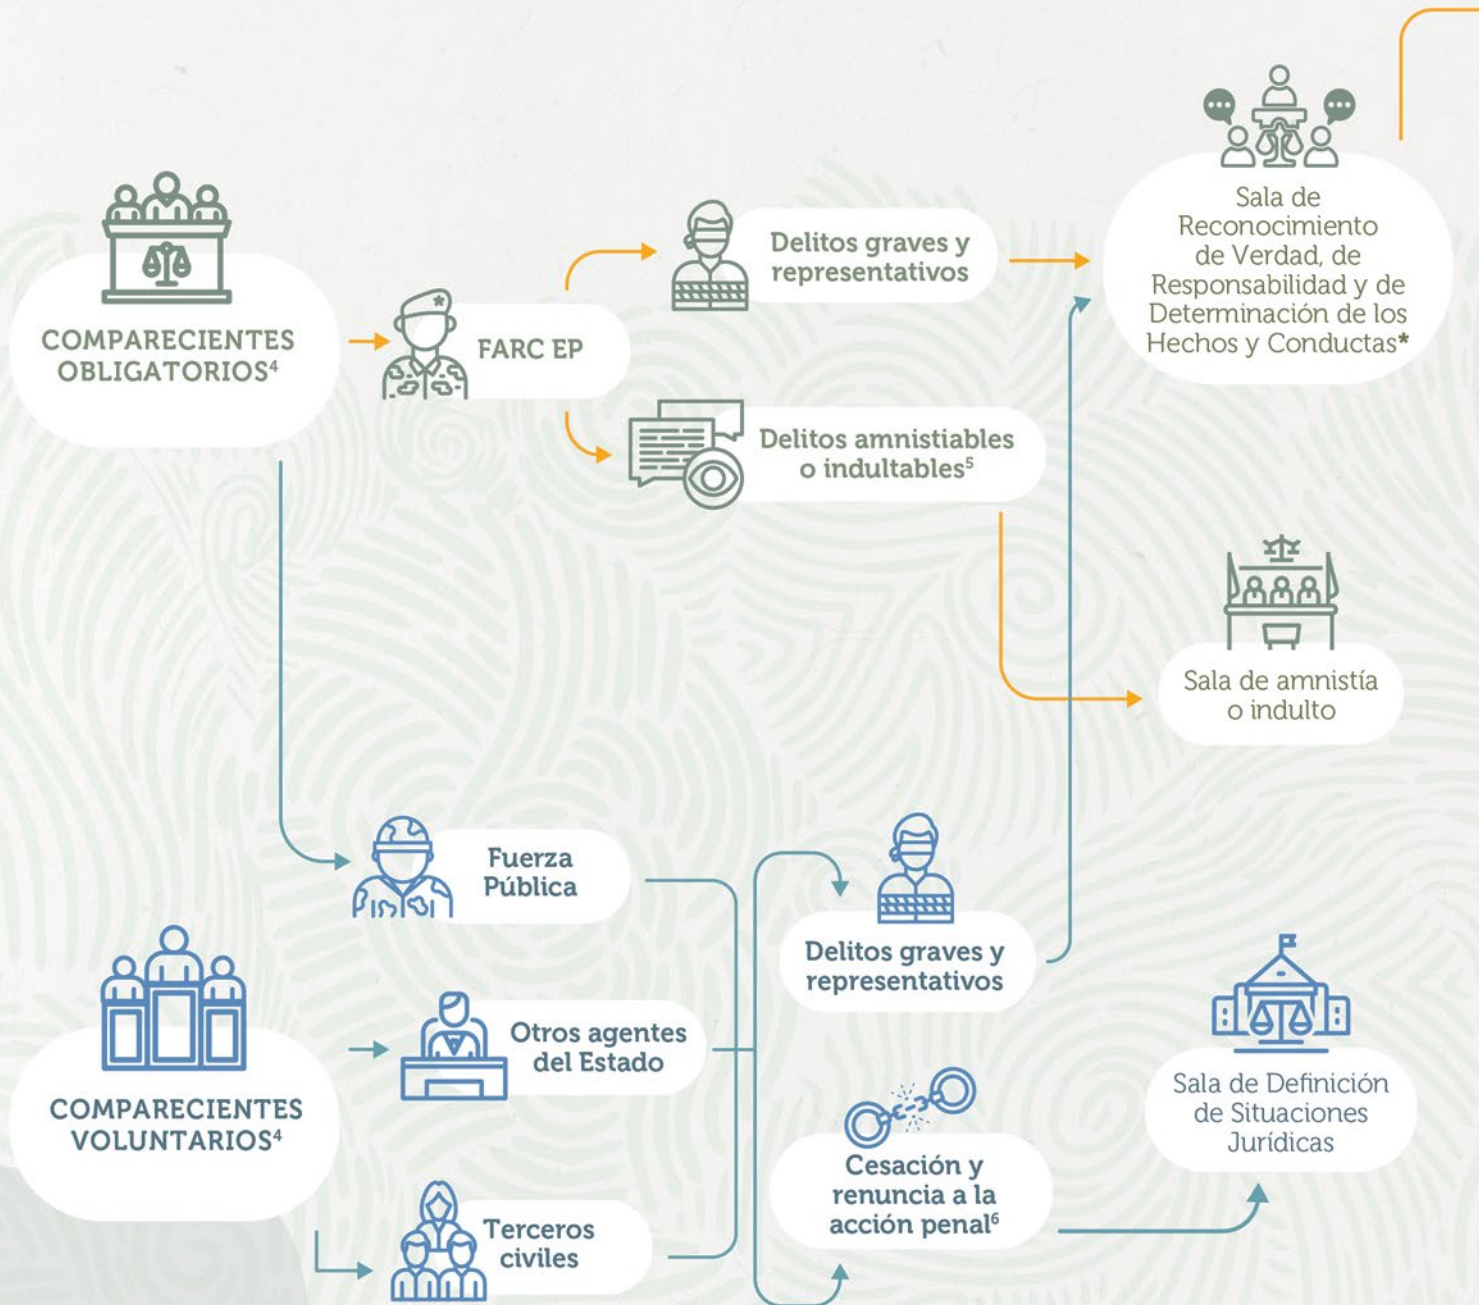 COMPARECIENTES
OBLIGATORIOS⁴
FARC EP
Delitos graves y
representativos
Delitos amnistiables
o indultables⁵
Sala de
Reconocimiento
de Verdad, de
Responsabilidad y de
Determinación de los
Hechos y Conductas*
Sala de amnistía
o indulto
COMPARECIENTES
VOLUNTARIOS⁴
Fuerza
Pública
Otros agentes
del Estado
Terceros
civiles
Delitos graves y
representativos
Cesación y
renuncia a la
acción penal⁶
Sala de Definición
de Situaciones
Jurídicas